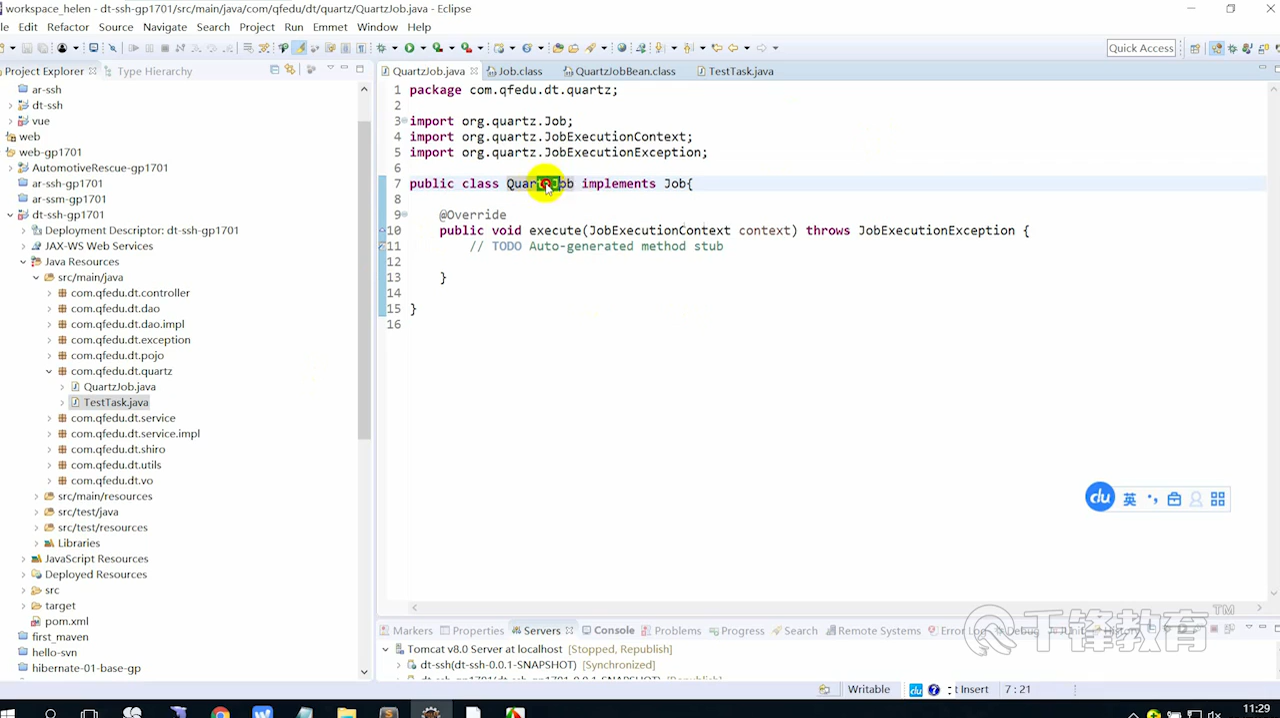 workspace_helen - dt-ssh-gp1701/src/main/java/com/qfedu/dt/quartz/QuartzJob.java - Eclipse
Edit Refactor Source Navigate Search Project Run Emmet Window Help
Quick Access
Project Explorer Type Hierarchy
QuartzJob.java Job.class QuartzJobBean.class TestTask.java
ar-ssh
dt-ssh
vue
web
web-gp1701
AutomotiveRescue-gp1701
ar-ssh-gp1701
ar-ssm-gp1701
dt-ssh-gp1701
Deployment Descriptor: dt-ssh-gp1701
JAX-WS Web Services
Java Resources
src/main/java
com.qfedu.dt.controller
com.qfedu.dt.dao
com.qfedu.dt.dao.impl
com.qfedu.dt.exception
com.qfedu.dt.pojo
com.qfedu.dt.quartz
QuartzJob.java
TestTask.java
com.qfedu.dt.service
com.qfedu.dt.service.impl
com.qfedu.dt.shiro
com.qfedu.dt.utils
com.qfedu.dt.vo
src/main/resources
src/test/java
src/test/resources
Libraries
JavaScript Resources
Deployed Resources
src
target
pom.xml
first_maven
hello-svn
hibernate-01-base-gp
1 package com.qfedu.dt.quartz;
2
3 import org.quartz.Job;
4 import org.quartz.JobExecutionContext;
5 import org.quartz.JobExecutionException;
6
7 public class QuartzJob implements Job{
8
9 @Override
10 public void execute(JobExecutionContext context) throws JobExecutionException {
11 // TODO Auto-generated method stub
12
13 }
14
15 }
16
du 英
千锋教育 TM
Markers Properties Servers Console Problems Progress Search Remote Systems Error Log Debug
Tomcat v8.0 Server at localhost [Stopped, Republish]
dt-ssh(dt-ssh-0.0.1-SNAPSHOT) [Synchronized]
Writable du t Insert 7 : 21
11:29